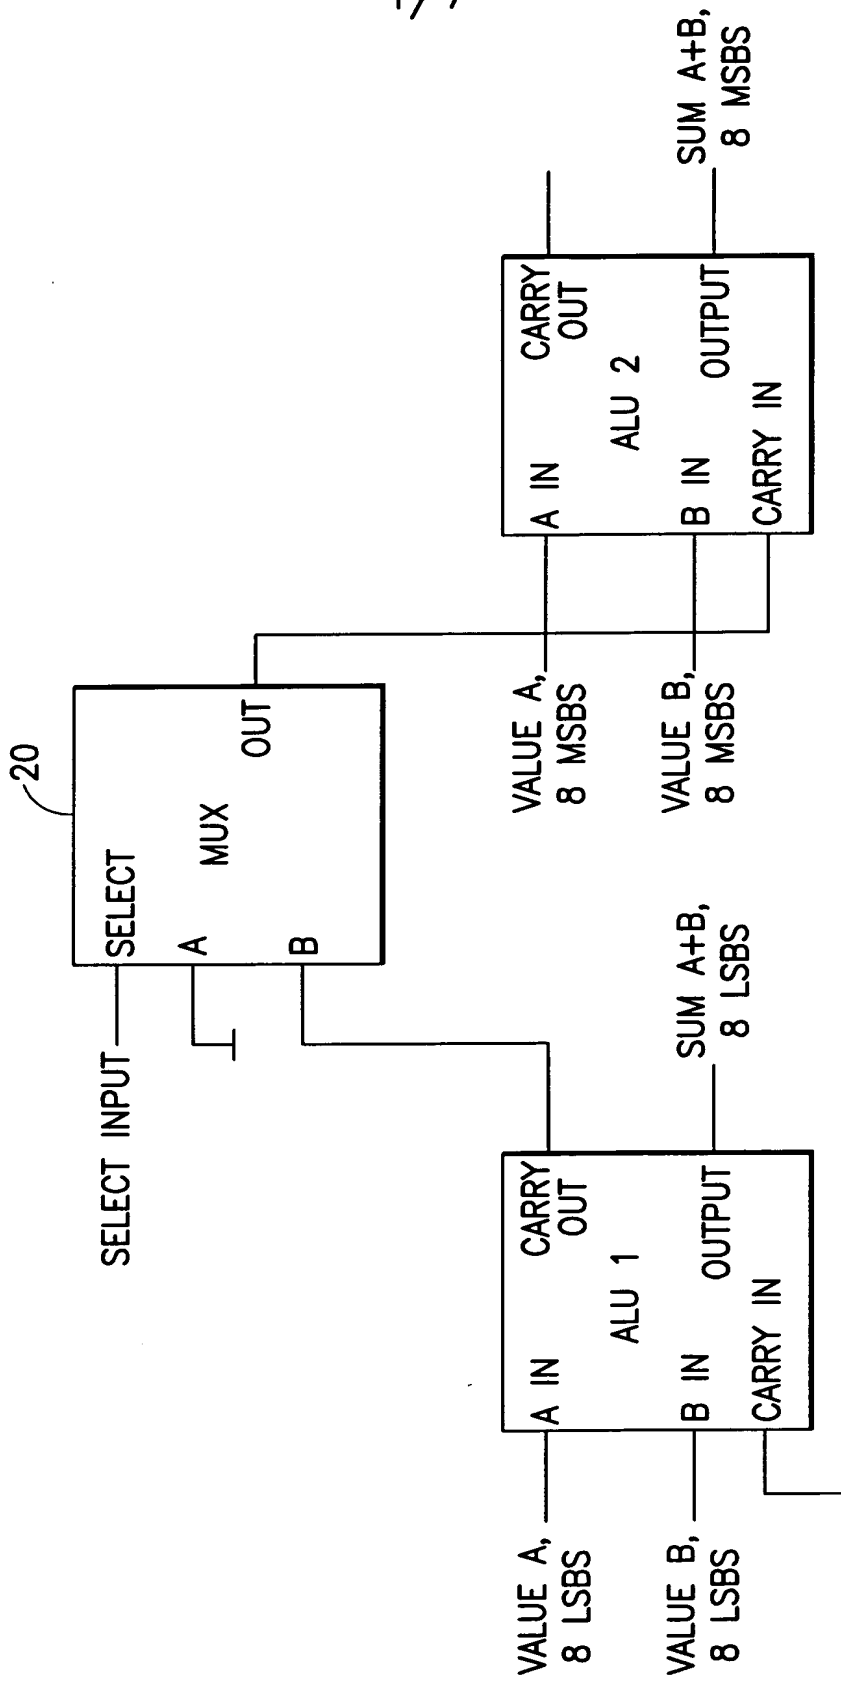 20
SELECT INPUT
SELECT
A
B
MUX
OUT
VALUE A,
8 LSBS
VALUE B,
8 LSBS
A IN
B IN
CARRY IN
ALU 1
CARRY
OUT
OUTPUT
SUM A+B,
8 LSBS
VALUE A,
8 MSBS
VALUE B,
8 MSBS
A IN
B IN
CARRY IN
ALU 2
CARRY
OUT
OUTPUT
SUM A+B,
8 MSBS